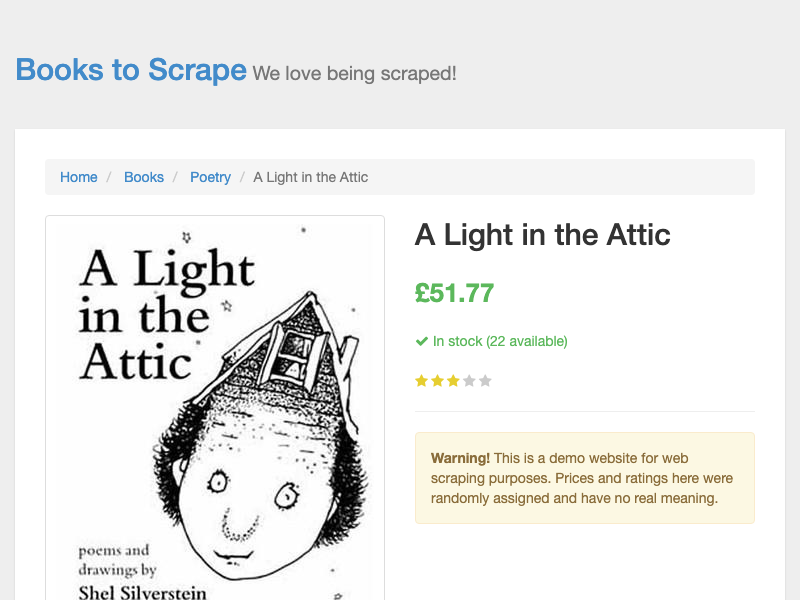 Books to Scrape We love being scraped!
Home / Books / Poetry / A Light in the Attic
A Light
in the
Attic
poems and
drawings by
Shel Silverstein
A Light in the Attic
£51.77
In stock (22 available)
Warning! This is a demo website for web
scraping purposes. Prices and ratings here were
randomly assigned and have no real meaning.